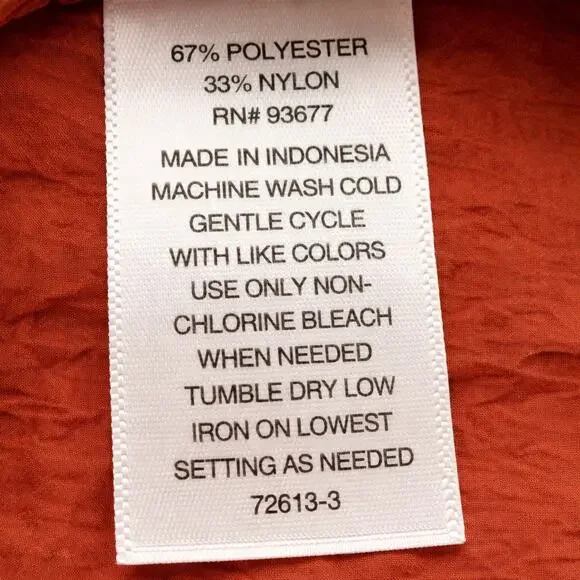 67% POLYESTER
33% NYLON
RN# 93677
MADE IN INDONESIA
MACHINE WASH COLD
GENTLE CYCLE
WITH LIKE COLORS
USE ONLY NON-
CHLORINE BLEACH
WHEN NEEDED
TUMBLE DRY LOW
IRON ON LOWEST
SETTING AS NEEDED
72613-3